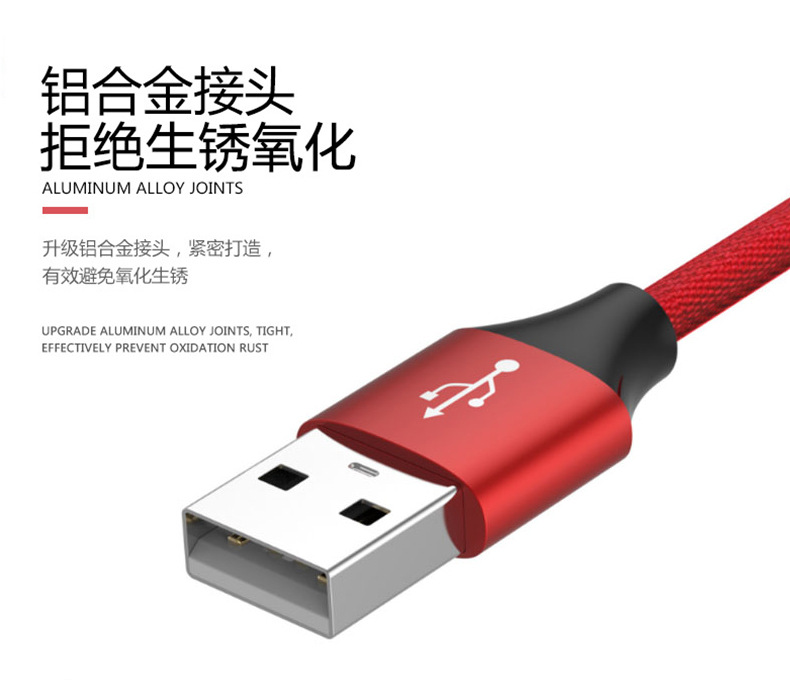 铝合金接头
拒绝生锈氧化
ALUMINUM ALLOY JOINTS
升级铝合金接头，紧密打造，
有效避免氧化生锈
UPGRADE ALUMINUM ALLOY JOINTS, TIGHT,
EFFECTIVELY PREVENT OXIDATION RUST